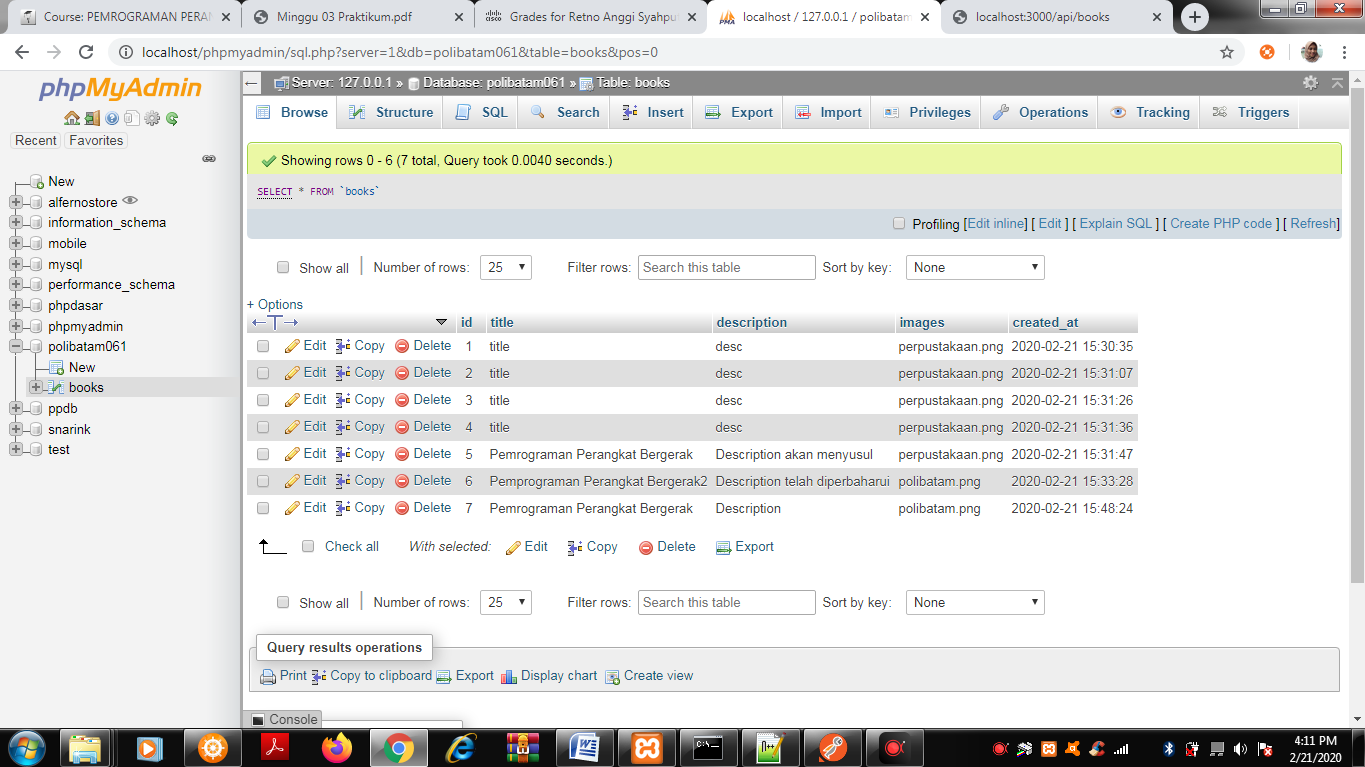 Course: PEMROGRAMAN PERAN
Minggu 03 Praktikum.pdf
Grades for Retno Anggi Syahput
localhost / 127.0.0.1 / polibatam
localhost:3000/api/books
localhost/phpmyadmin/sql.php?server=1&db=polibatam061&table=books&pos=0
phpMyAdmin
Recent Favorites
New
alfernostore
information_schema
mobile
mysql
performance_schema
phpdasar
phpmyadmin
polibatam061
New
books
ppdb
snarink
test
Server: 127.0.0.1 » Database: polibatam061 » Table: books
Browse Structure SQL Search Insert Export Import Privileges Operations Tracking Triggers
Showing rows 0 - 6 (7 total, Query took 0.0040 seconds.)
SELECT * FROM `books`
Profiling [Edit inline] [ Edit ] [ Explain SQL ] [ Create PHP code ] [ Refresh]
Show all Number of rows: 25 Filter rows: Search this table Sort by key: None
+ Options
id title description images created_at
Edit Copy Delete 1 title desc perpustakaan.png 2020-02-21 15:30:35
Edit Copy Delete 2 title desc perpustakaan.png 2020-02-21 15:31:07
Edit Copy Delete 3 title desc perpustakaan.png 2020-02-21 15:31:26
Edit Copy Delete 4 title desc perpustakaan.png 2020-02-21 15:31:36
Edit Copy Delete 5 Pemrograman Perangkat Bergerak Description akan menyusul perpustakaan.png 2020-02-21 15:31:47
Edit Copy Delete 6 Pemprograman Perangkat Bergerak2 Description telah diperbaharui polibatam.png 2020-02-21 15:33:28
Edit Copy Delete 7 Pemrograman Perangkat Bergerak Description polibatam.png 2020-02-21 15:48:24
Check all With selected: Edit Copy Delete Export
Show all Number of rows: 25 Filter rows: Search this table Sort by key: None
Query results operations
Print Copy to clipboard Export Display chart Create view
Console
4:11 PM
2/21/2020